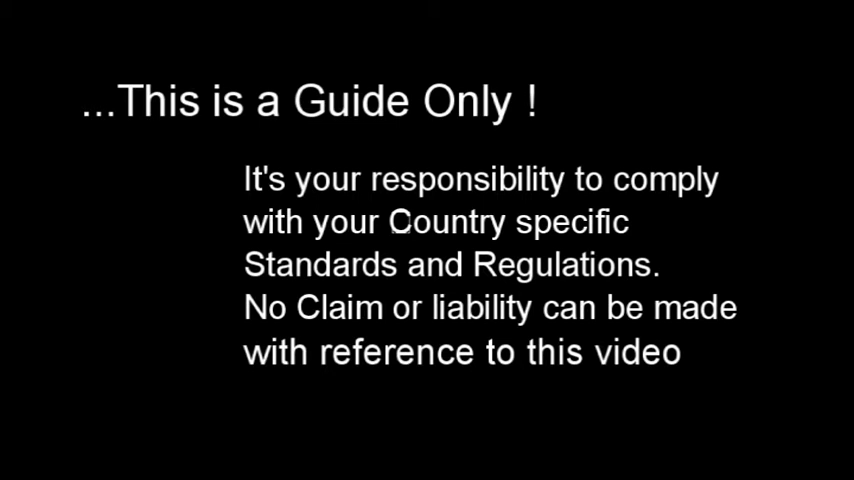 ...This is a Guide Only !
It's your responsibility to comply
with your Country specific
Standards and Regulations.
No Claim or liability can be made
with reference to this video